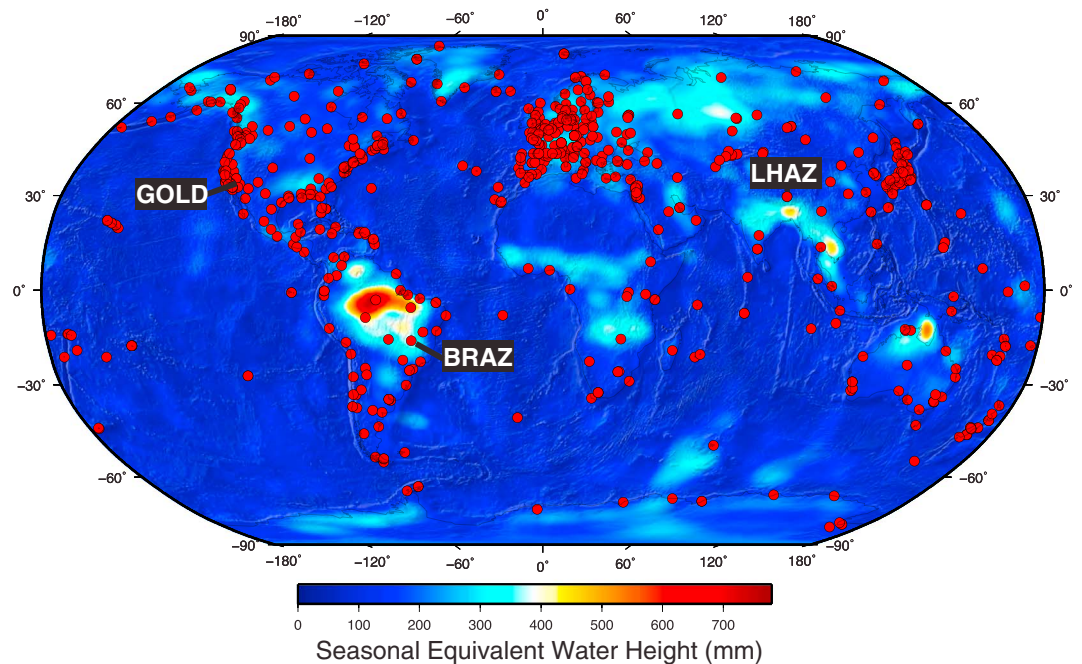 −180˚ −120˚ −60˚ 0˚ 60˚ 120˚ −180˚
90˚ 90˚
60˚ 60˚
LHAZ
GOLD
30˚ 30˚
0˚ 0˚
BRAZ
−30˚ −30˚
−60˚ −60˚
−90˚ −90˚
−180˚ −120˚ −60˚ 0˚ 60˚ 120˚ −180˚
0 100 200 300 400 500 600 700
Seasonal Equivalent Water Height (mm)